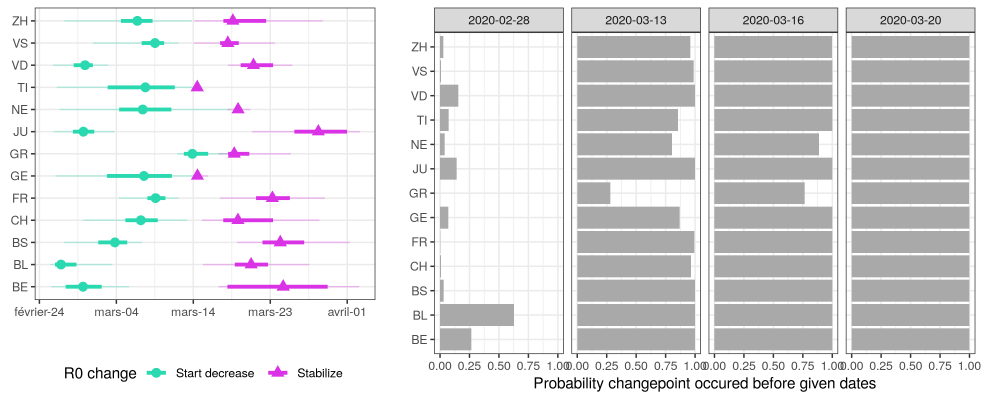 ZH
VS
VD
TI
NE
JU
GR
GE
FR
CH
BS
BL
BE
février-24 mars-04 mars-14 mars-23 avril-01
R0 change Start decrease Stabilize
2020-02-28 2020-03-13 2020-03-16 2020-03-20
ZH
VS
VD
TI
NE
JU
GR
GE
FR
CH
BS
BL
BE
0.00 0.25 0.50 0.75 1.00 0.00 0.25 0.50 0.75 1.00 0.00 0.25 0.50 0.75 1.00 0.00 0.25 0.50 0.75 1.00
Probability changepoint occured before given dates